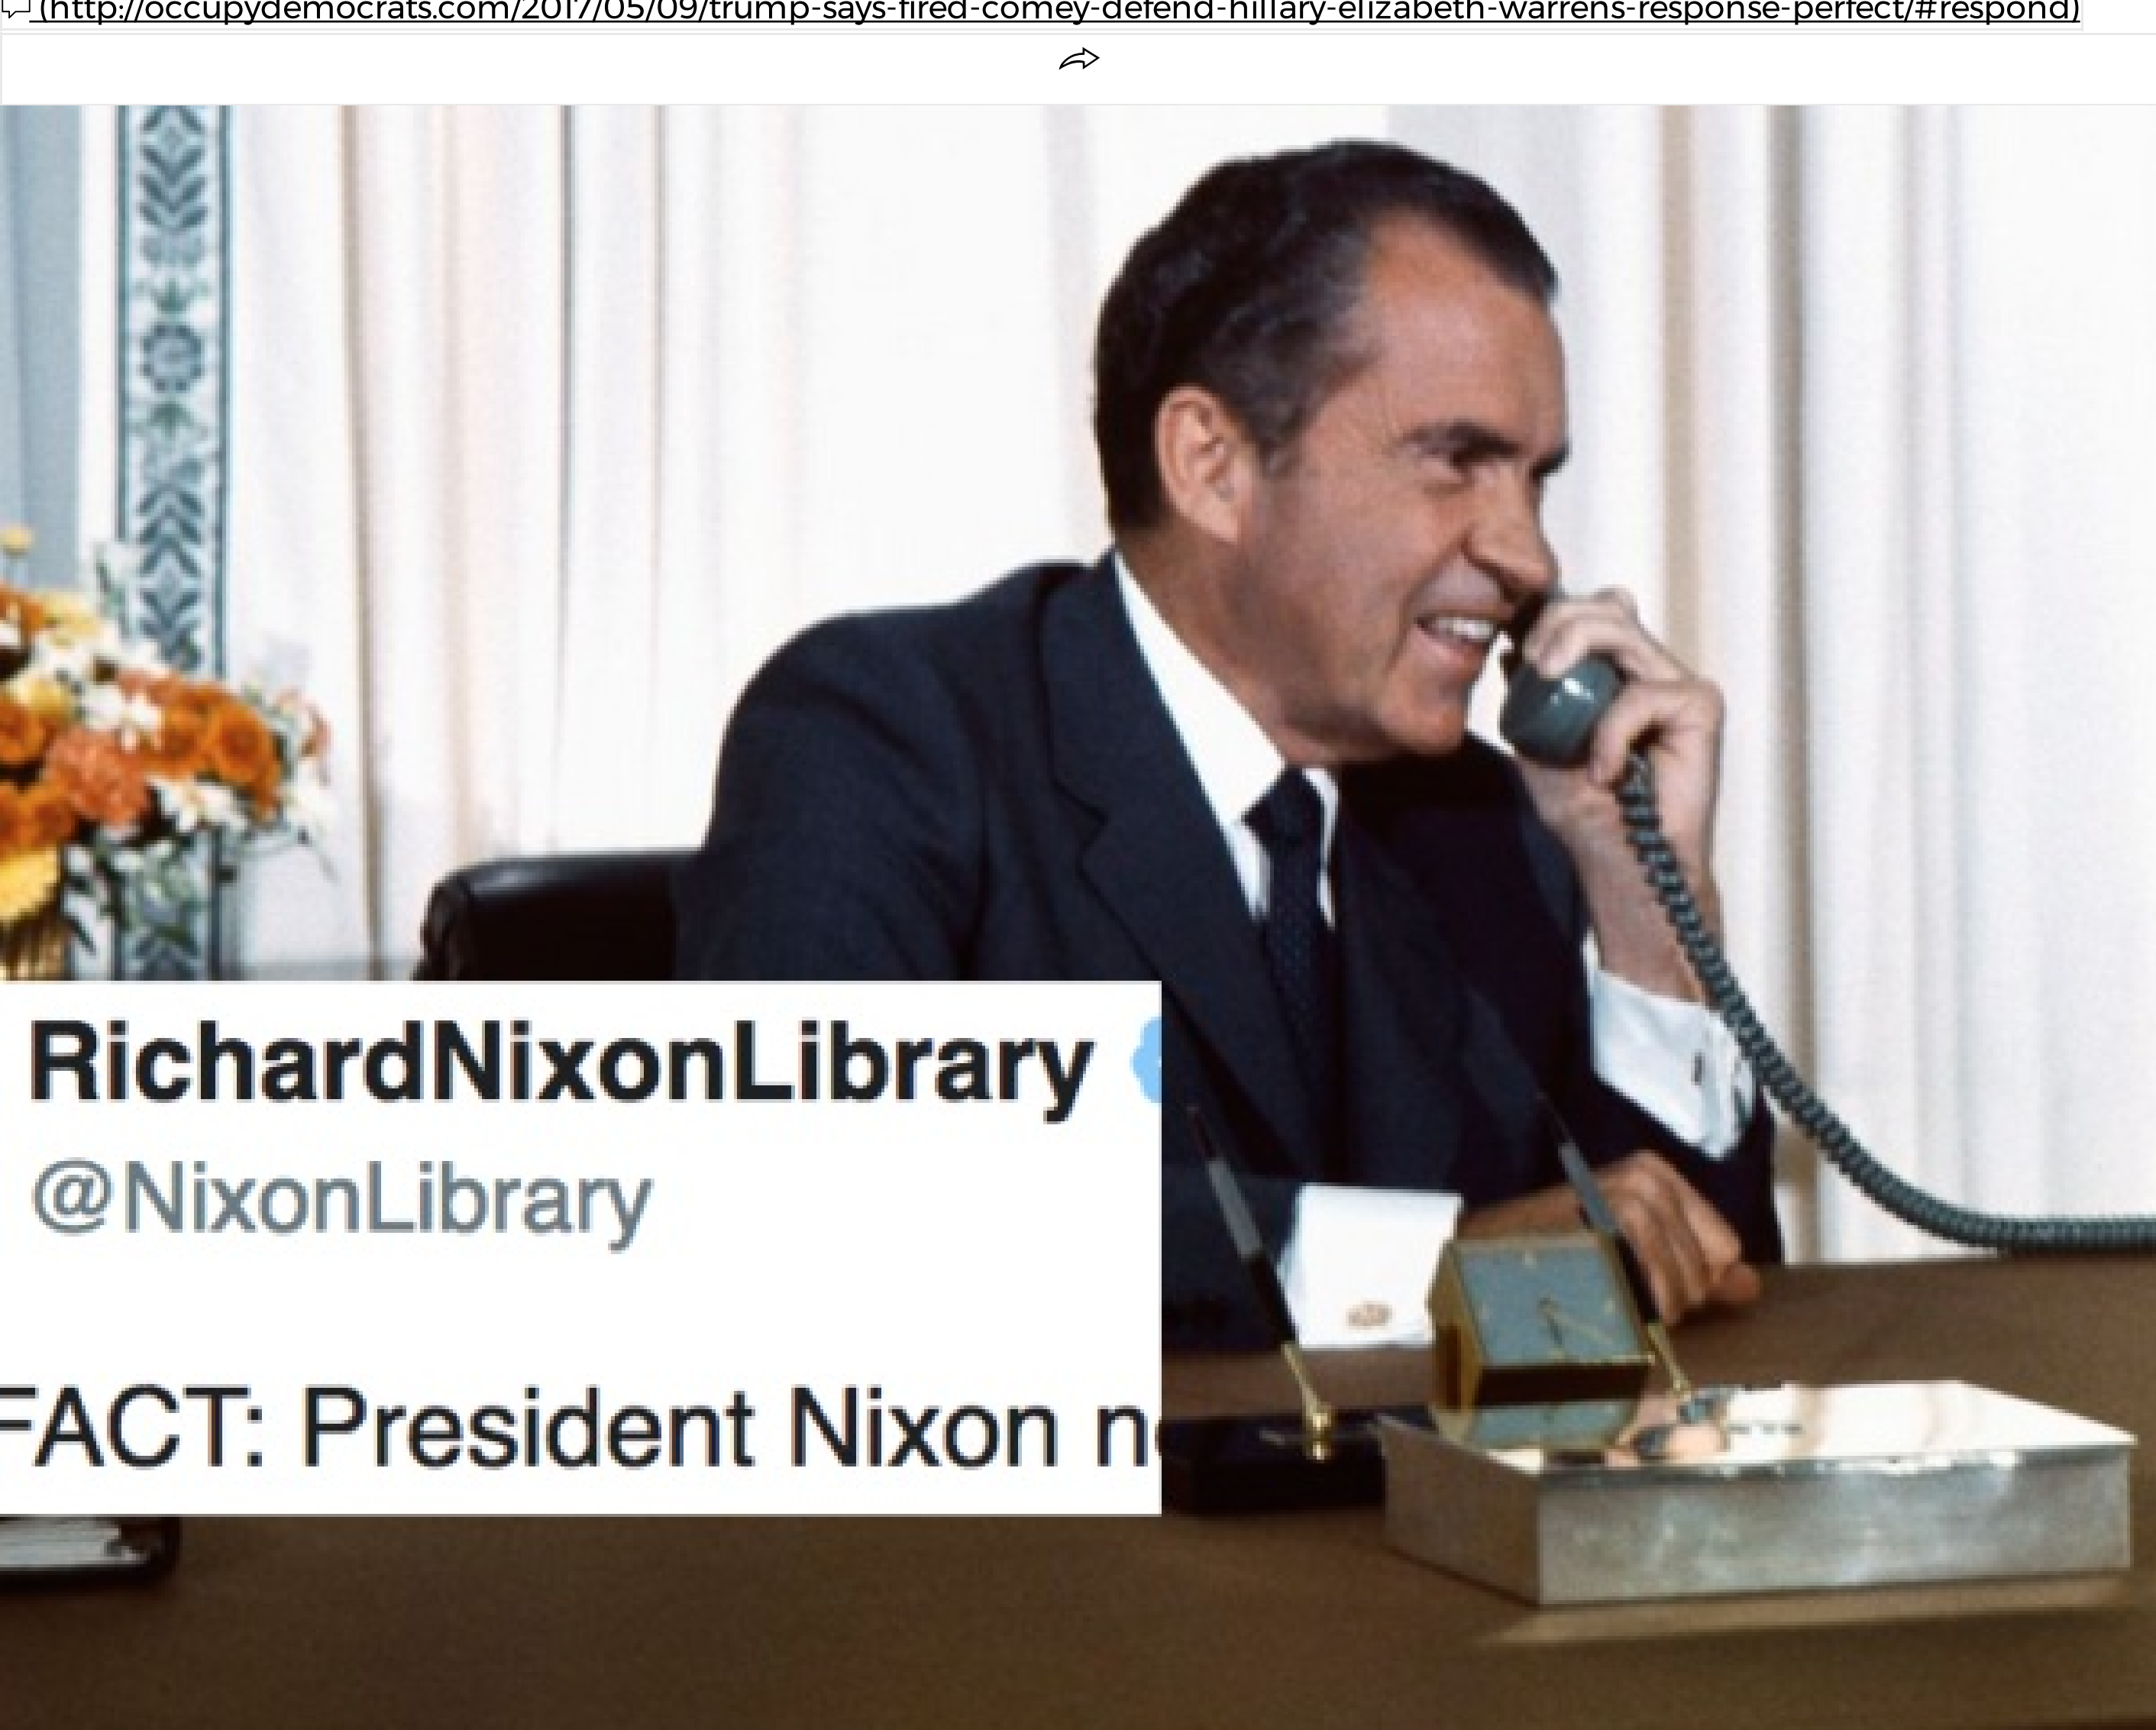 (http://occupydemocrats.com/2017/05/09/trump-says-fired-comey-defend-hillary-elizabeth-warrens-response-perfect/#respond)
RichardNixonLibrary
@NixonLibrary
FACT: President Nixon